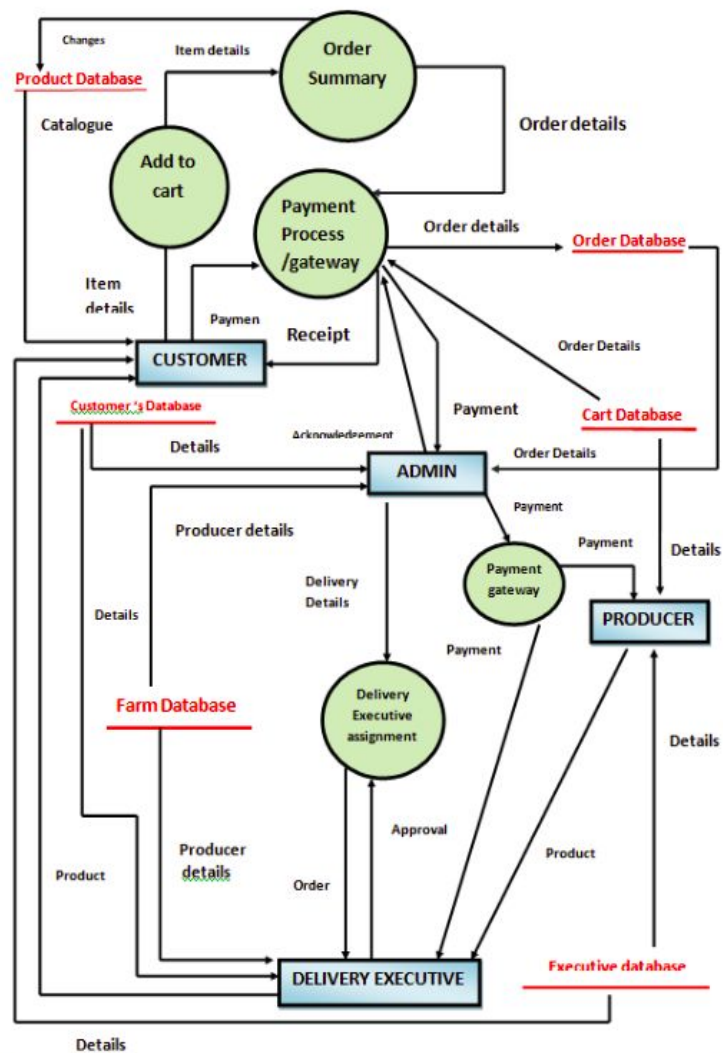 Changes
Item details
Order
Summary
Product Database
Catalogue
Order details
Add to
cart
Payment
Process
/gateway
Order details
Order Database
Item
details
Paymen
Receipt
CUSTOMER
Order Details
Customer 's Database
Payment
Cart Database
Acknowledgement
Details
Order Details
ADMIN
Payment
Producer details
Payment
Details
Delivery
Details
Payment
gateway
PRODUCER
Details
Payment
Farm Database
Delivery
Executive
assignment
Details
Approval
Producer
details
Product
Product
Order
Executive database
DELIVERY EXECUTIVE
Details